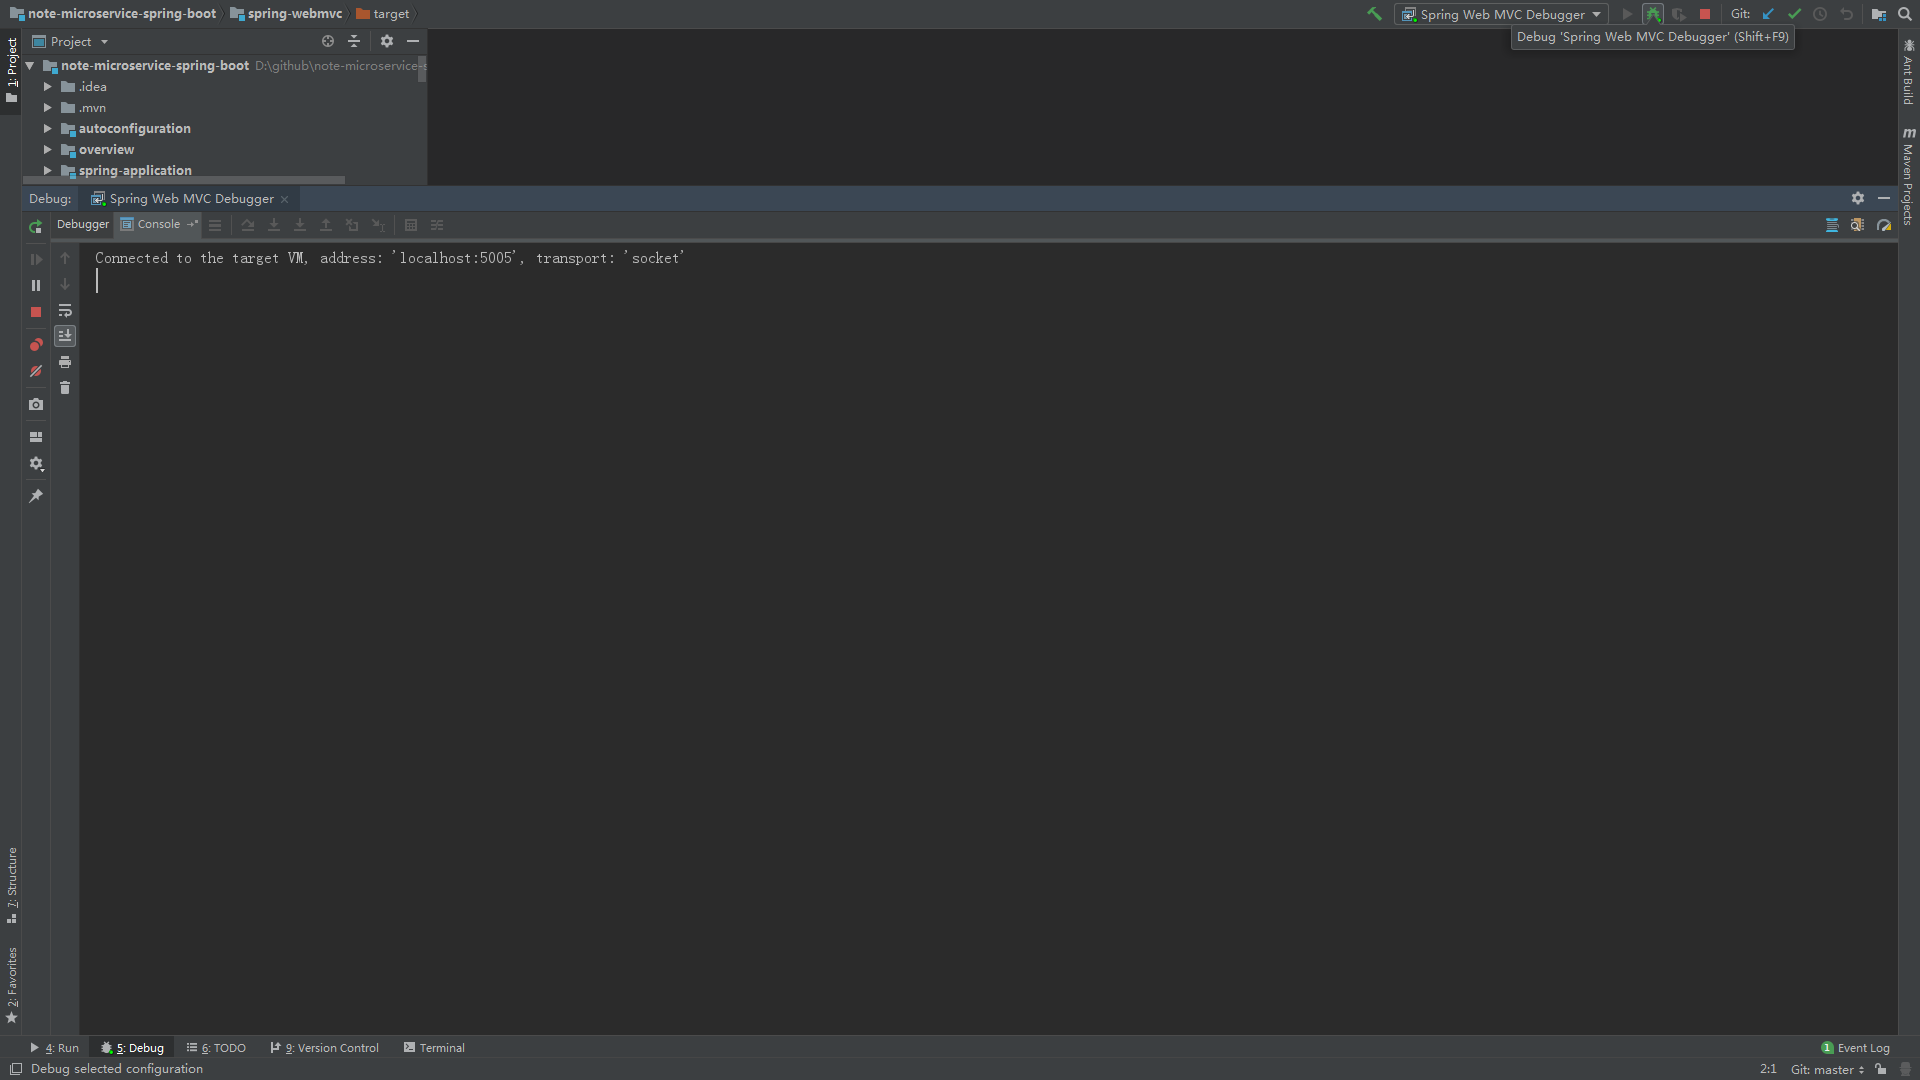 note-microservice-spring-boot spring-webmvc target
Spring Web MVC Debugger Git:
Debug 'Spring Web MVC Debugger' (Shift+F9)
1: Project
Project
note-microservice-spring-boot D:\github\note-microservice-s
.idea
.mvn
autoconfiguration
overview
spring-application
Ant Build
m Maven Projects
Debug: Spring Web MVC Debugger
Debugger Console
Connected to the target VM, address: 'localhost:5005', transport: 'socket'
7: Structure
2: Favorites
4: Run 5: Debug 6: TODO 9: Version Control Terminal 1 Event Log
Debug selected configuration 2:1 Git: master